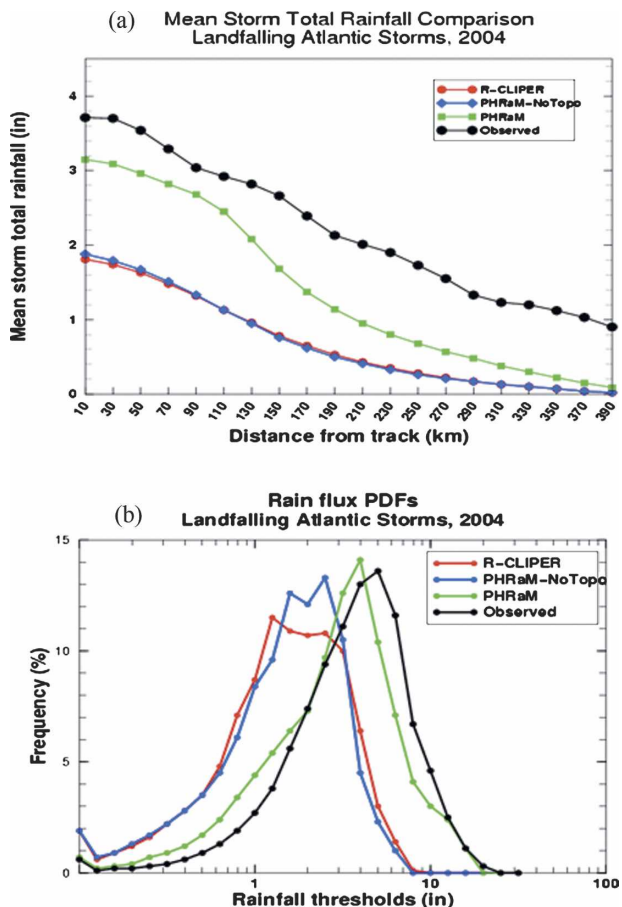 (a) Mean Storm Total Rainfall Comparison
Landfalling Atlantic Storms, 2004
R-CLIPER
PHRaM-NoTopo
PHRaM
Observed
4
3
2
1
0
Mean storm total rainfall (in)
10 30 50 70 90 110 130 150 170 190 210 230 250 270 290 310 330 350 370 390
Distance from track (km)
(b) Rain flux PDFs
Landfalling Atlantic Storms, 2004
R-CLIPER
PHRaM-NoTopo
PHRaM
Observed
15
10
5
0
Frequency (%)
1 10 100
Rainfall thresholds (in)